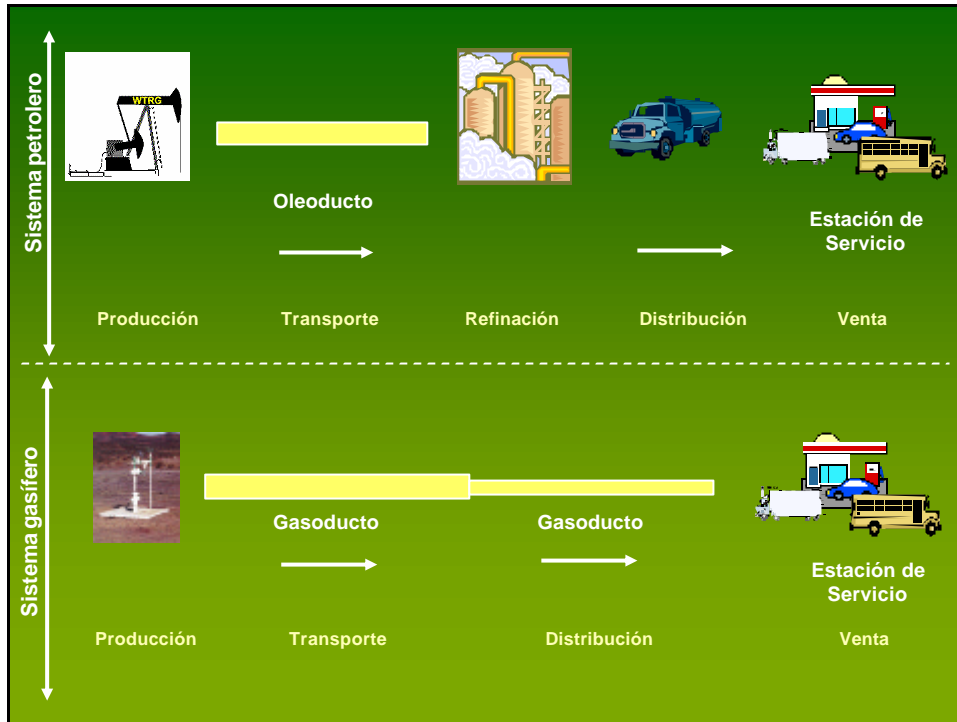 Sistema petrolero
WTRG
Oleoducto
Estación de
Servicio
Producción
Transporte
Refinación
Distribución
Venta
Sistema gasífero
Gasoducto
Gasoducto
Estación de
Servicio
Producción
Transporte
Distribución
Venta